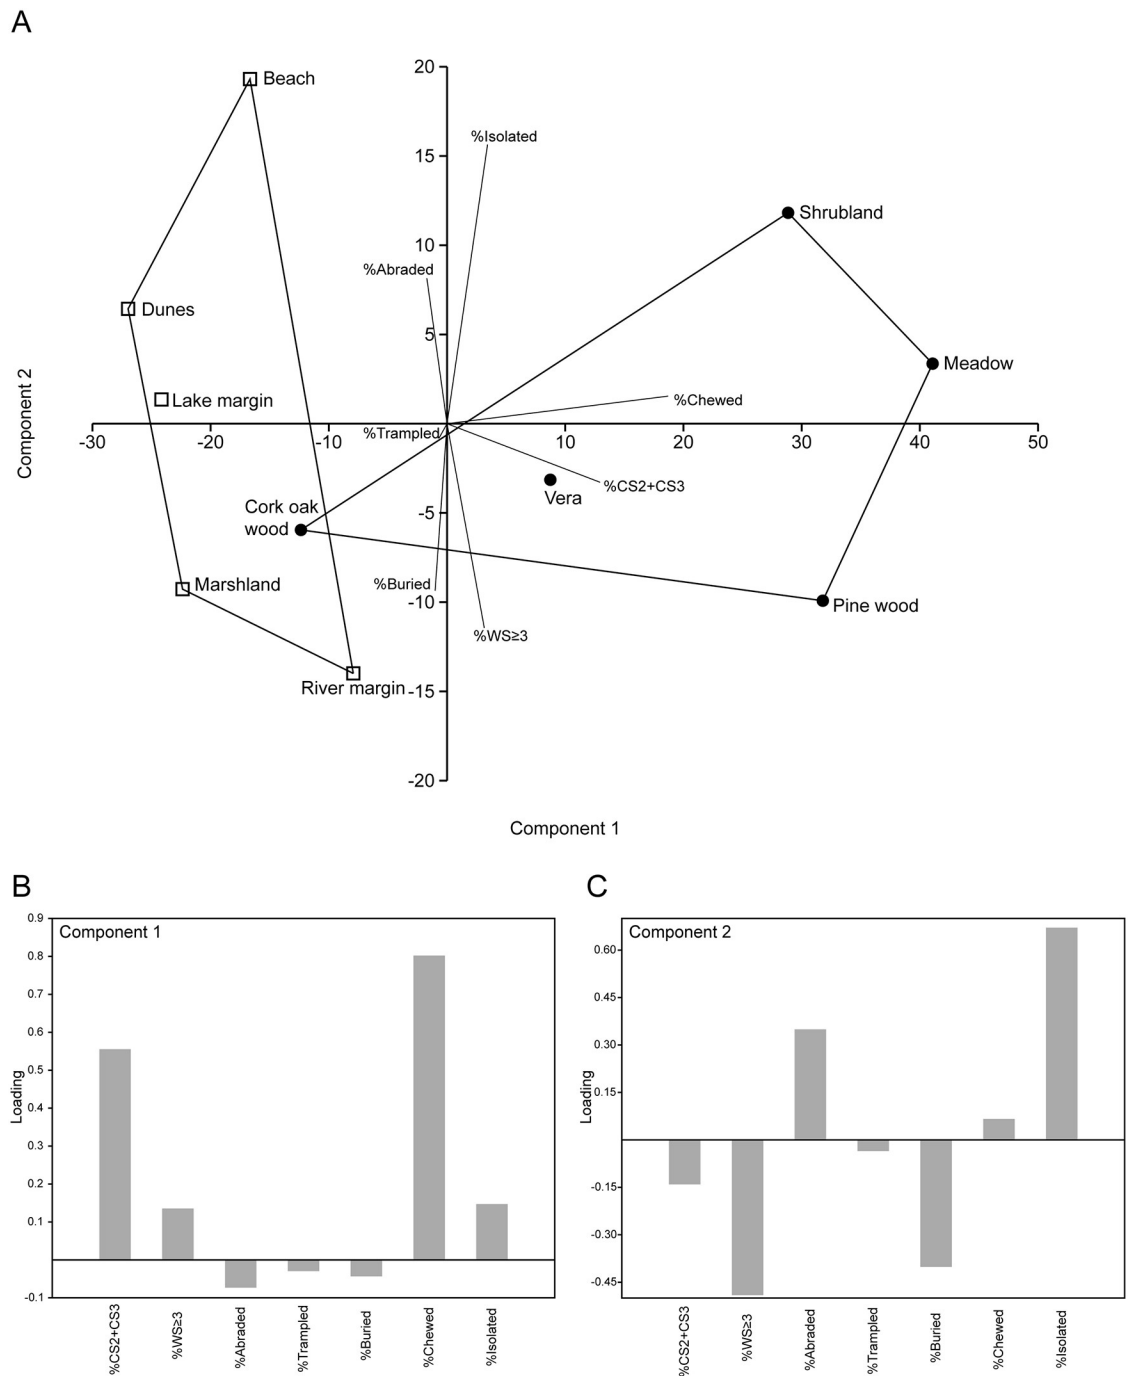 A
20
Beach
%Isolated
15
Shrubland
10
%Abraded
5
Dunes
Meadow
Component 2
Lake margin
%Chewed
%Trampled
-30
-20
-10
10
20
30
40
50
%CS2+CS3
Vera
Cork oak
wood
-5
Marshland
%Buried
-10
Pine wood
%WS≥3
River margin
-15
-20
Component 1
B
Component 1
0.9
0.8
0.7
0.6
0.5
0.4
0.3
0.2
0.1
-0.1
Loading
%CS2+CS3
%WS≥3
%Abraded
%Trampled
%Buried
%Chewed
%Isolated
C
Component 2
0.60
0.45
0.30
0.15
-0.15
-0.30
-0.45
Loading
%CS2+CS3
%WS≥3
%Abraded
%Trampled
%Buried
%Chewed
%Isolated